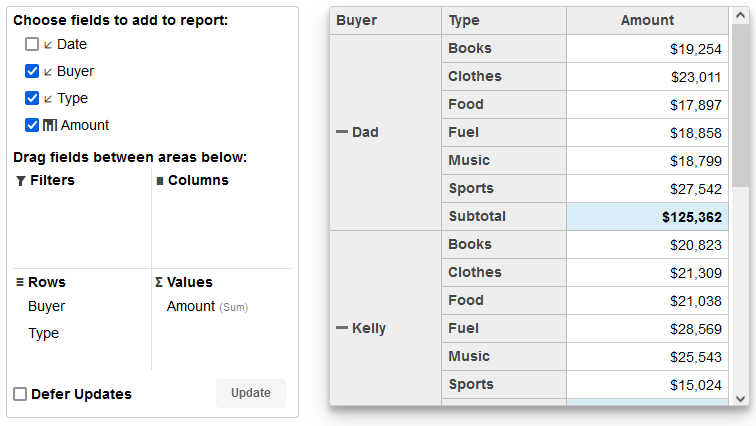 Choose fields to add to report:
Date
Buyer
Type
Amount
Drag fields between areas below:
Filters
Columns
Rows
Buyer
Type
Σ Values
Amount (Sum)
Defer Updates
Update
Buyer Type Amount
Dad
Books $19,254
Clothes $23,011
Food $17,897
Fuel $18,858
Music $18,799
Sports $27,542
Subtotal $125,362
Kelly
Books $20,823
Clothes $21,309
Food $21,038
Fuel $28,569
Music $25,543
Sports $15,024